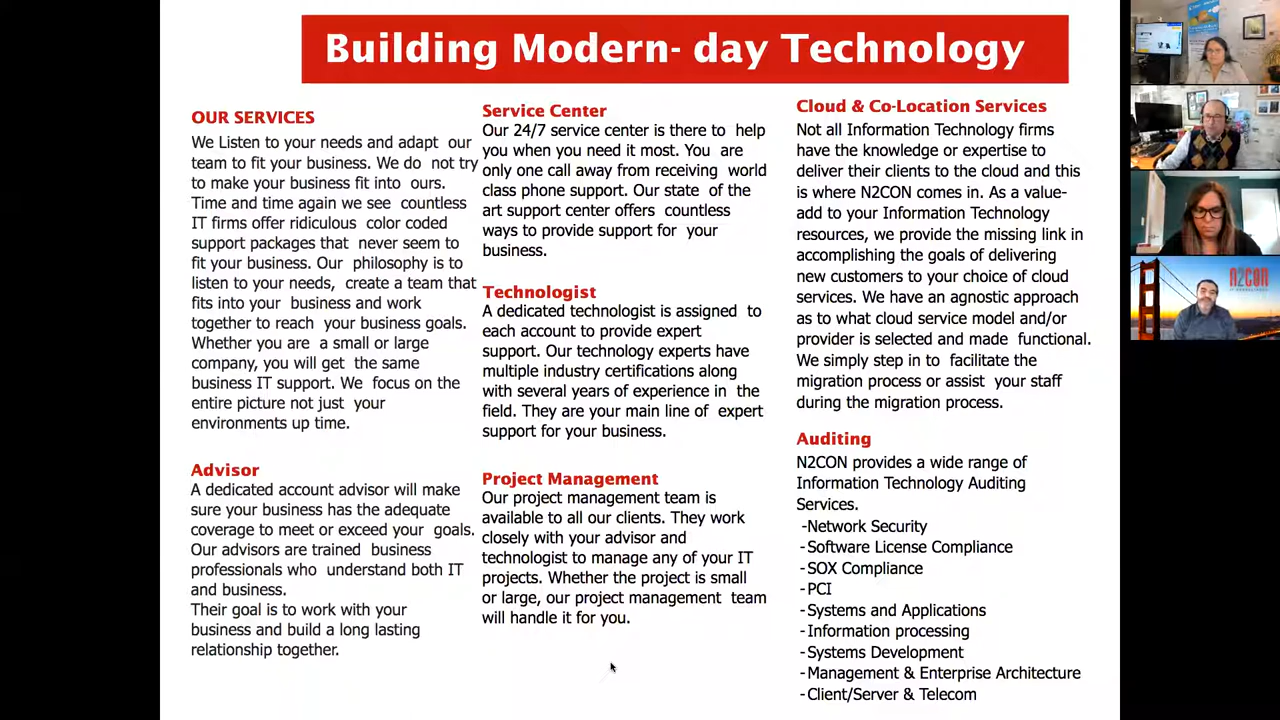 Building Modern- day Technology
OUR SERVICES
We Listen to your needs and adapt our
team to fit your business. We do not try
to make your business fit into ours.
Time and time again we see countless
IT firms offer ridiculous color coded
support packages that never seem to
fit your business. Our philosophy is to
listen to your needs, create a team that
fits into your business and work
together to reach your business goals.
Whether you are a small or large
company, you will get the same
business IT support. We focus on the
entire picture not just your
environments up time.
Advisor
A dedicated account advisor will make
sure your business has the adequate
coverage to meet or exceed your goals.
Our advisors are trained business
professionals who understand both IT
and business.
Their goal is to work with your
business and build a long lasting
relationship together.
Service Center
Our 24/7 service center is there to help
you when you need it most. You are
only one call away from receiving world
class phone support. Our state of the
art support center offers countless
ways to provide support for your
business.
Technologist
A dedicated technologist is assigned to
each account to provide expert
support. Our technology experts have
multiple industry certifications along
with several years of experience in the
field. They are your main line of expert
support for your business.
Project Management
Our project management team is
available to all our clients. They work
closely with your advisor and
technologist to manage any of your IT
projects. Whether the project is small
or large, our project management team
will handle it for you.
Cloud & Co-Location Services
Not all Information Technology firms
have the knowledge or expertise to
deliver their clients to the cloud and this
is where N2CON comes in. As a value-
add to your Information Technology
resources, we provide the missing link in
accomplishing the goals of delivering
new customers to your choice of cloud
services. We have an agnostic approach
as to what cloud service model and/or
provider is selected and made functional.
We simply step in to facilitate the
migration process or assist your staff
during the migration process.
Auditing
N2CON provides a wide range of
Information Technology Auditing
Services.
-Network Security
-Software License Compliance
-SOX Compliance
-PCI
-Systems and Applications
-Information processing
-Systems Development
-Management & Enterprise Architecture
-Client/Server & Telecom
N2CON